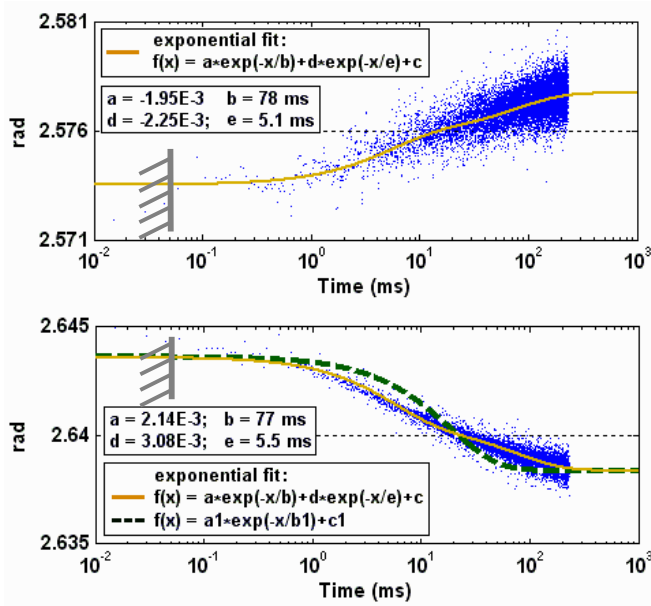 2.581
exponential fit:
f(x) = a*exp(-x/b)+d*exp(-x/e)+c
a = -1.95E-3 b = 78 ms
d = -2.25E-3; e = 5.1 ms
2.576
rad
2.571
10^-2 10^-1 10^0 10^1 10^2 10^3
Time (ms)
2.645
a = 2.14E-3; b = 77 ms
d = 3.08E-3; e = 5.5 ms
2.64
rad
exponential fit:
f(x) = a*exp(-x/b)+d*exp(-x/e)+c
f(x) = a1*exp(-x/b1)+c1
2.635
10^-2 10^-1 10^0 10^1 10^2 10^3
Time (ms)